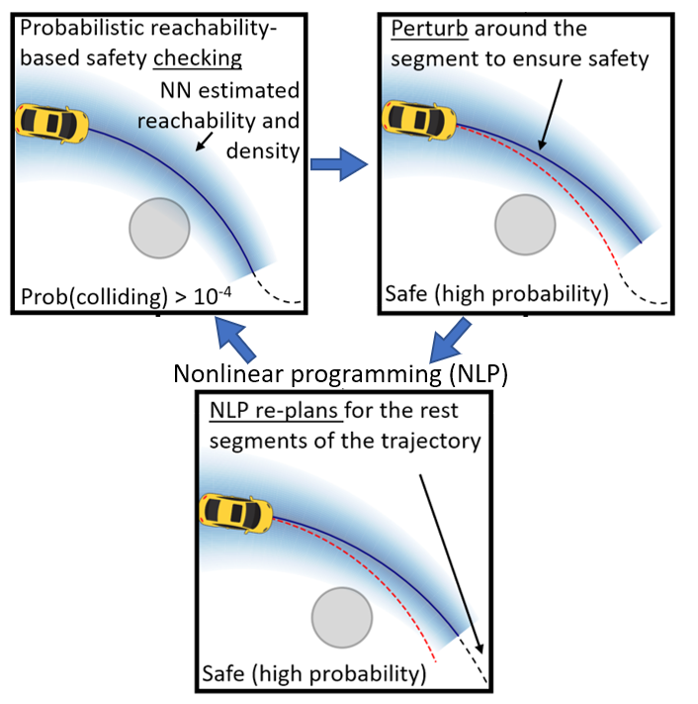 Probabilistic reachability-
based safety checking
NN estimated
reachability and
density
Prob(colliding) > 10⁻⁴
Perturb around the
segment to ensure safety
Safe (high probability)
Nonlinear programming (NLP)
NLP re-plans for the rest
segments of the trajectory
Safe (high probability)